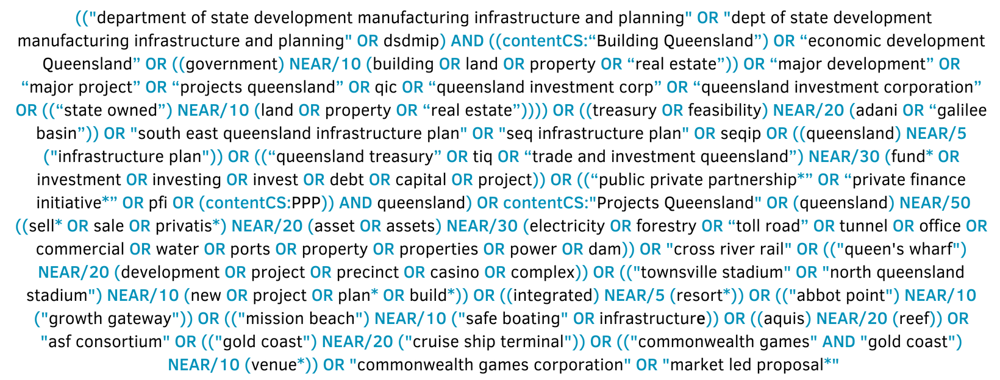 (("department of state development manufacturing infrastructure and planning" OR "dept of state development
manufacturing infrastructure and planning" OR dsdmip) AND ((contentCS:“Building Queensland”) OR “economic development
Queensland” OR ((government) NEAR/10 (building OR land OR property OR “real estate”)) OR “major development” OR
“major project” OR “projects queensland” OR qic OR “queensland investment corp” OR “queensland investment corporation”
OR ((“state owned”) NEAR/10 (land OR property OR “real estate”)))) OR ((treasury OR feasibility) NEAR/20 (adani OR “galilee
basin”)) OR "south east queensland infrastructure plan" OR "seq infrastructure plan" OR seqip OR ((queensland) NEAR/5
("infrastructure plan")) OR ((“queensland treasury” OR tiq OR “trade and investment queensland”) NEAR/30 (fund* OR
investment OR investing OR invest OR debt OR capital OR project)) OR ((“public private partnership*” OR “private finance
initiative*” OR pfi OR (contentCS:PPP)) AND queensland) OR contentCS:"Projects Queensland" OR (queensland) NEAR/50
((sell* OR sale OR privatis*) NEAR/20 (asset OR assets) NEAR/30 (electricity OR forestry OR “toll road” OR tunnel OR office OR
commercial OR water OR ports OR property OR properties OR power OR dam)) OR "cross river rail" OR (("queen's wharf")
NEAR/20 (development OR project OR precinct OR casino OR complex)) OR (("townsville stadium" OR "north queensland
stadium") NEAR/10 (new OR project OR plan* OR build*)) OR ((integrated) NEAR/5 (resort*)) OR (("abbot point") NEAR/10
("growth gateway")) OR (("mission beach") NEAR/10 ("safe boating" OR infrastructure)) OR ((aquis) NEAR/20 (reef)) OR
"asf consortium" OR (("gold coast") NEAR/20 ("cruise ship terminal")) OR (("commonwealth games" AND "gold coast")
NEAR/10 (venue*)) OR "commonwealth games corporation" OR "market led proposal*"